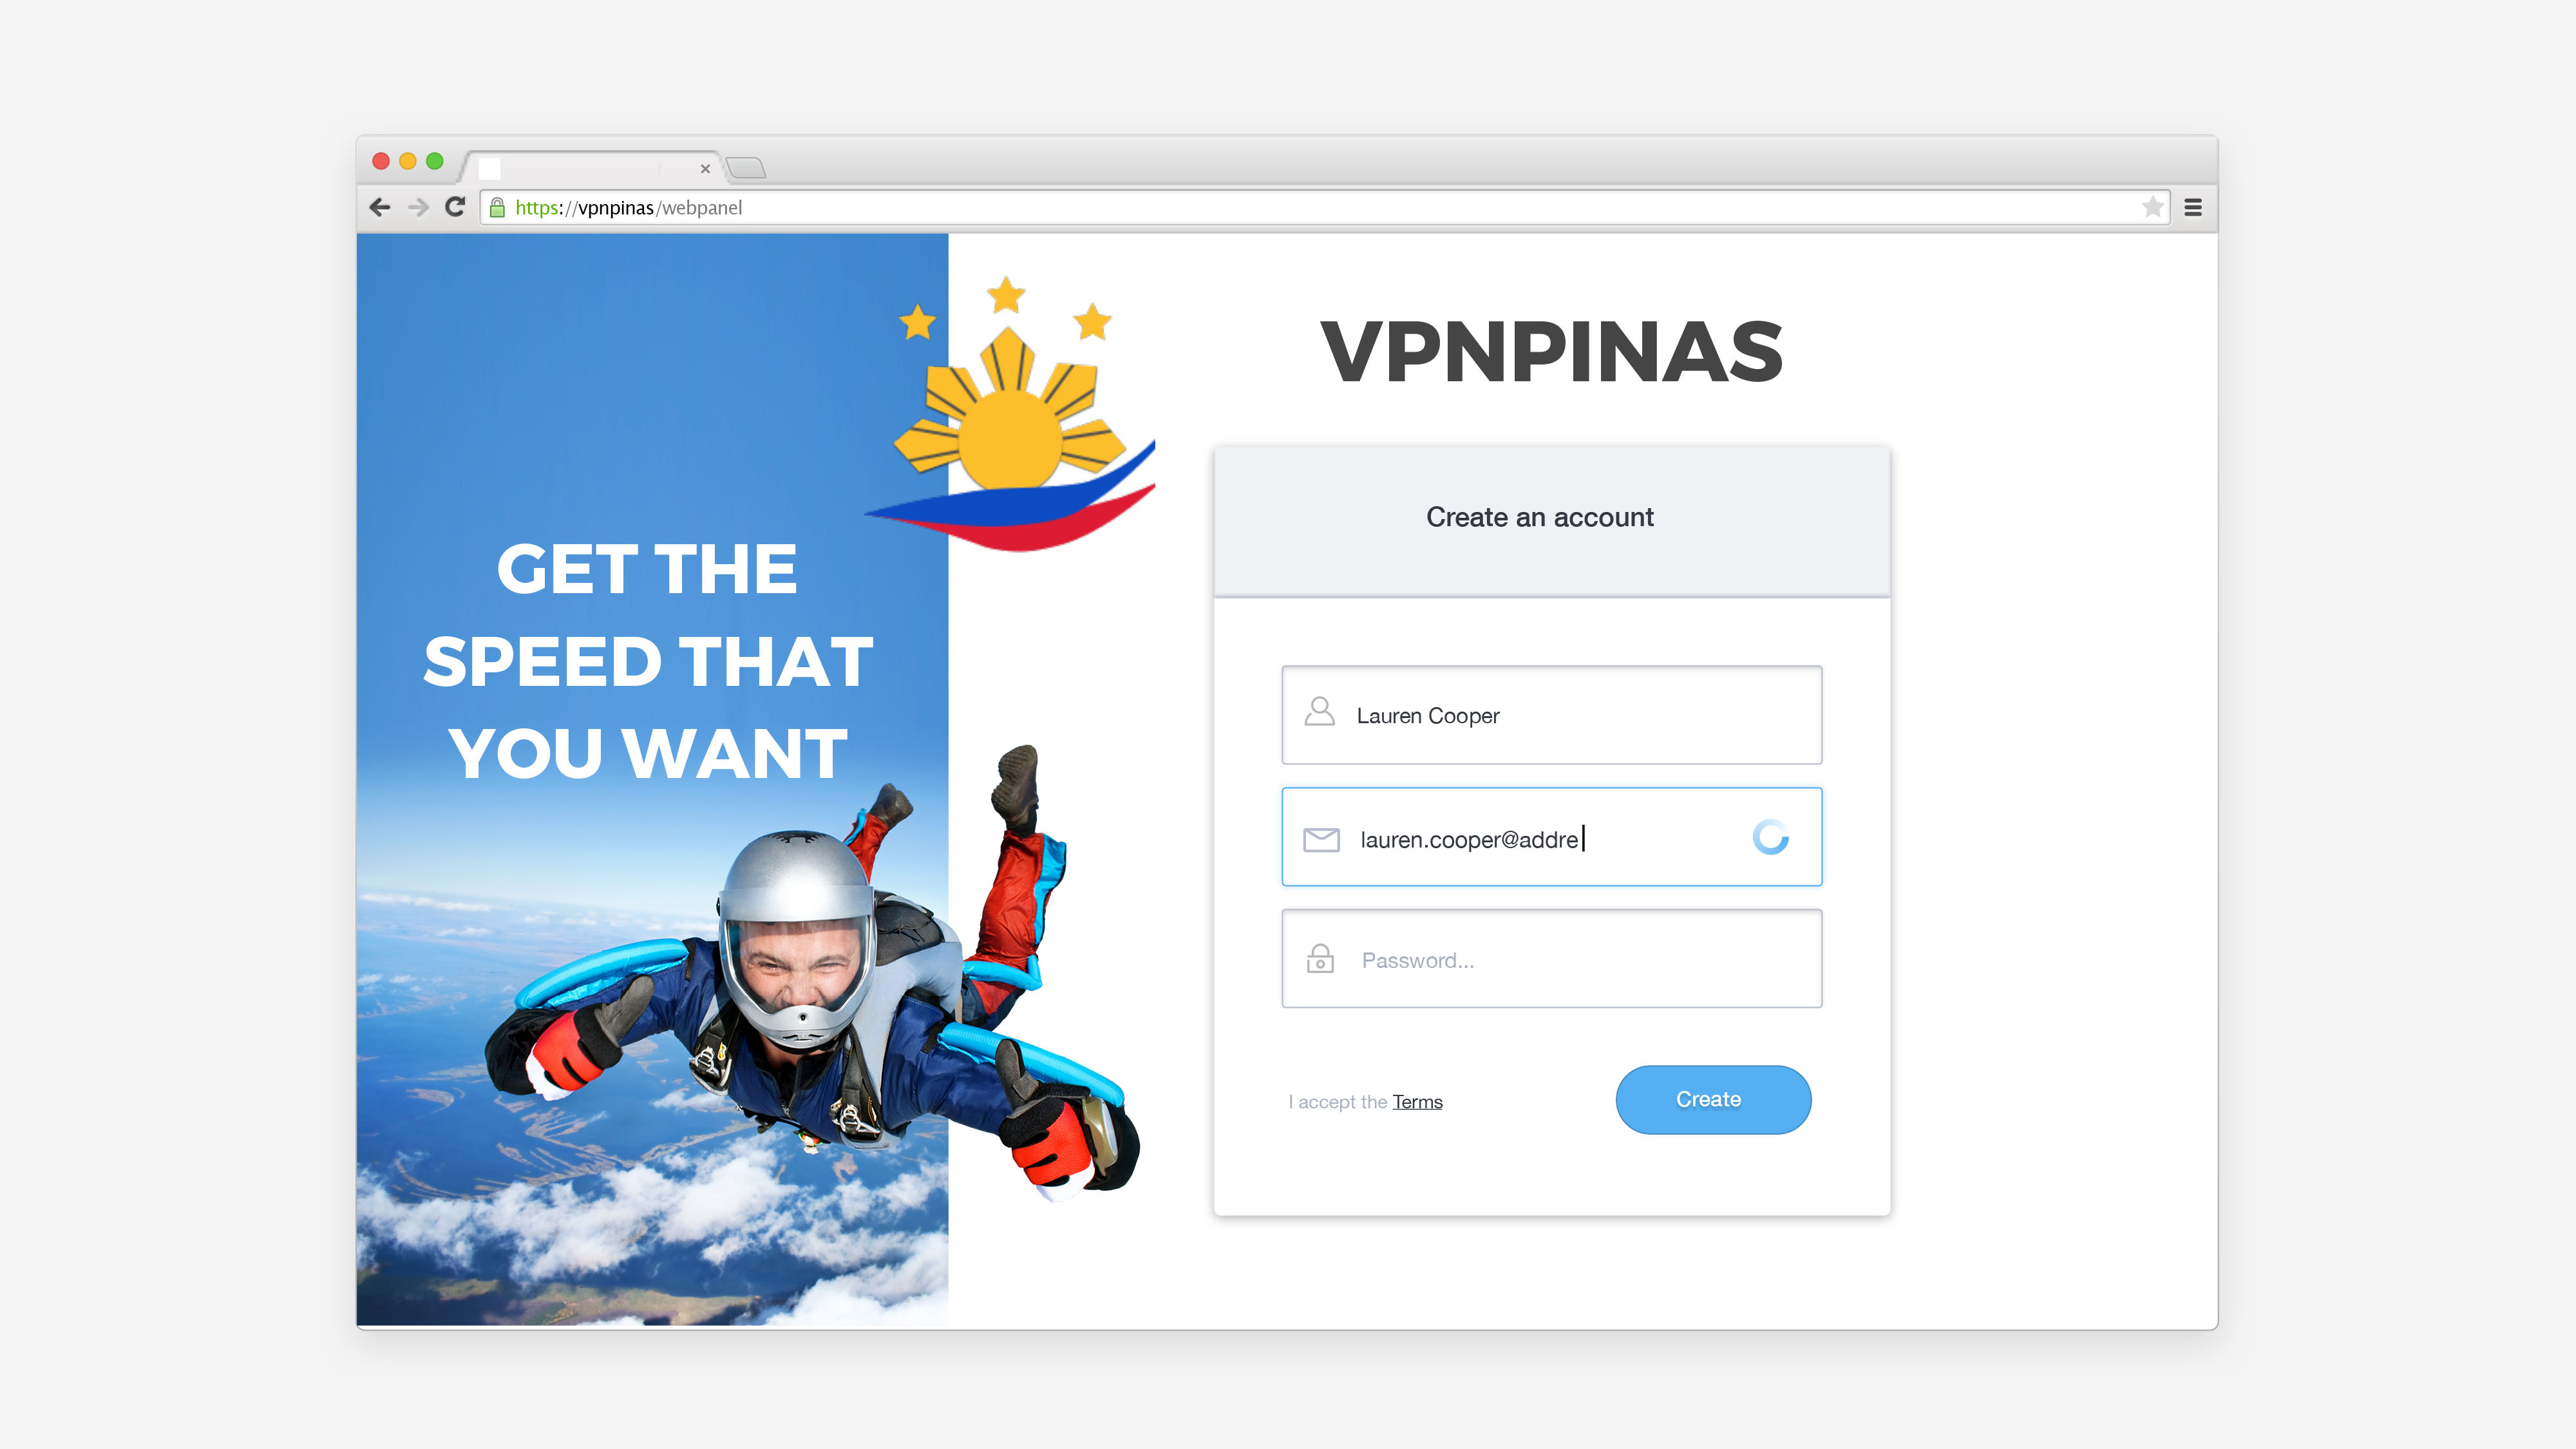 https://vpnpinas/webpanel
GET THE
SPEED THAT
YOU WANT
VPNPINAS
Create an account
Lauren Cooper
lauren.cooper@addre
Password...
I accept the Terms
Create